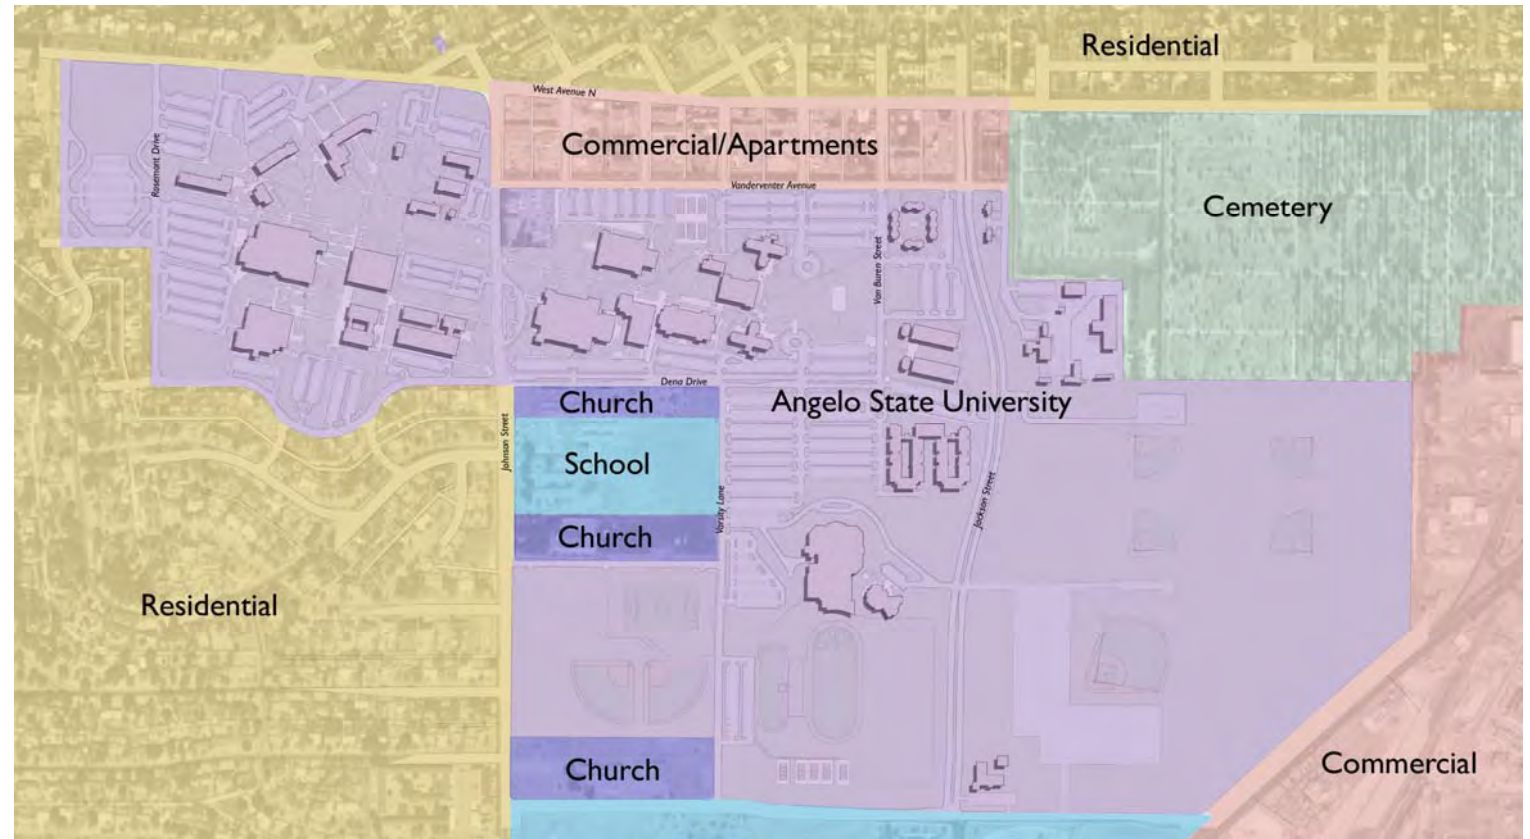 Residential
West Avenue N
Commercial/Apartments
Rosemont Drive
Vanderventer Avenue
Cemetery
Van Buren Street
Dena Drive
Church
Angelo State University
Johnson Street
School
Varsity Lane
Jackson Street
Church
Residential
Church
Commercial